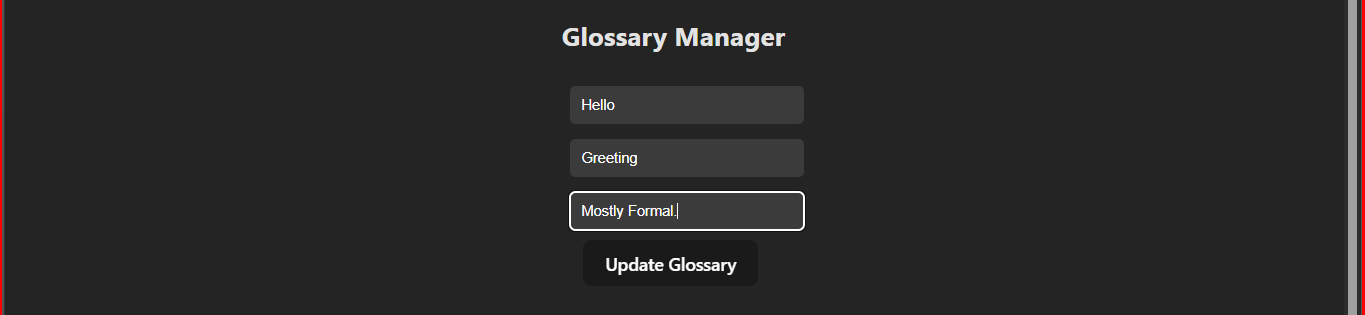 Glossary Manager
Hello
Greeting
Mostly Formal.
Update Glossary